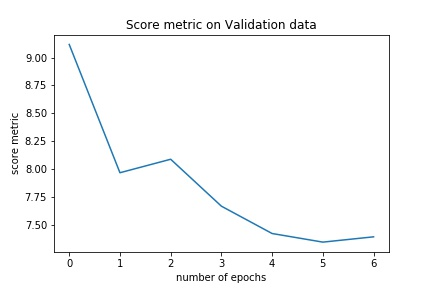 Score metric on Validation data
9.00
8.75
8.50
8.25
8.00
7.75
7.50
score metric
0 1 2 3 4 5 6
number of epochs